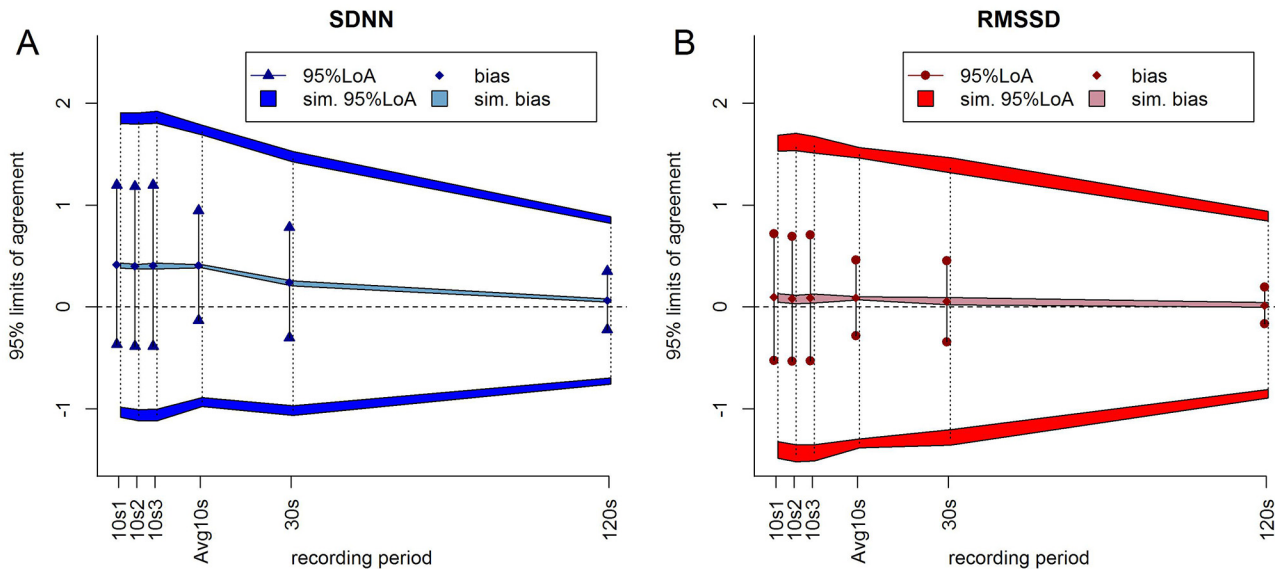 A
SDNN
95%LoA
bias
sim. 95%LoA
sim. bias
95% limits of agreement
2
1
0
-1
10s1
10s2
10s3
Avg10s
30s
120s
recording period
B
RMSSD
95%LoA
bias
sim. 95%LoA
sim. bias
95% limits of agreement
2
1
0
-1
10s1
10s2
10s3
Avg10s
30s
120s
recording period